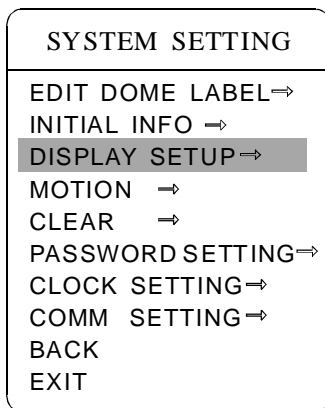 SYSTEM SETTING
EDIT DOME LABEL⇒
INITIAL INFO ⇒
DISPLAY SETUP⇒
MOTION ⇒
CLEAR ⇒
PASSWORD SETTING⇒
CLOCK SETTING⇒
COMM SETTING⇒
BACK
EXIT